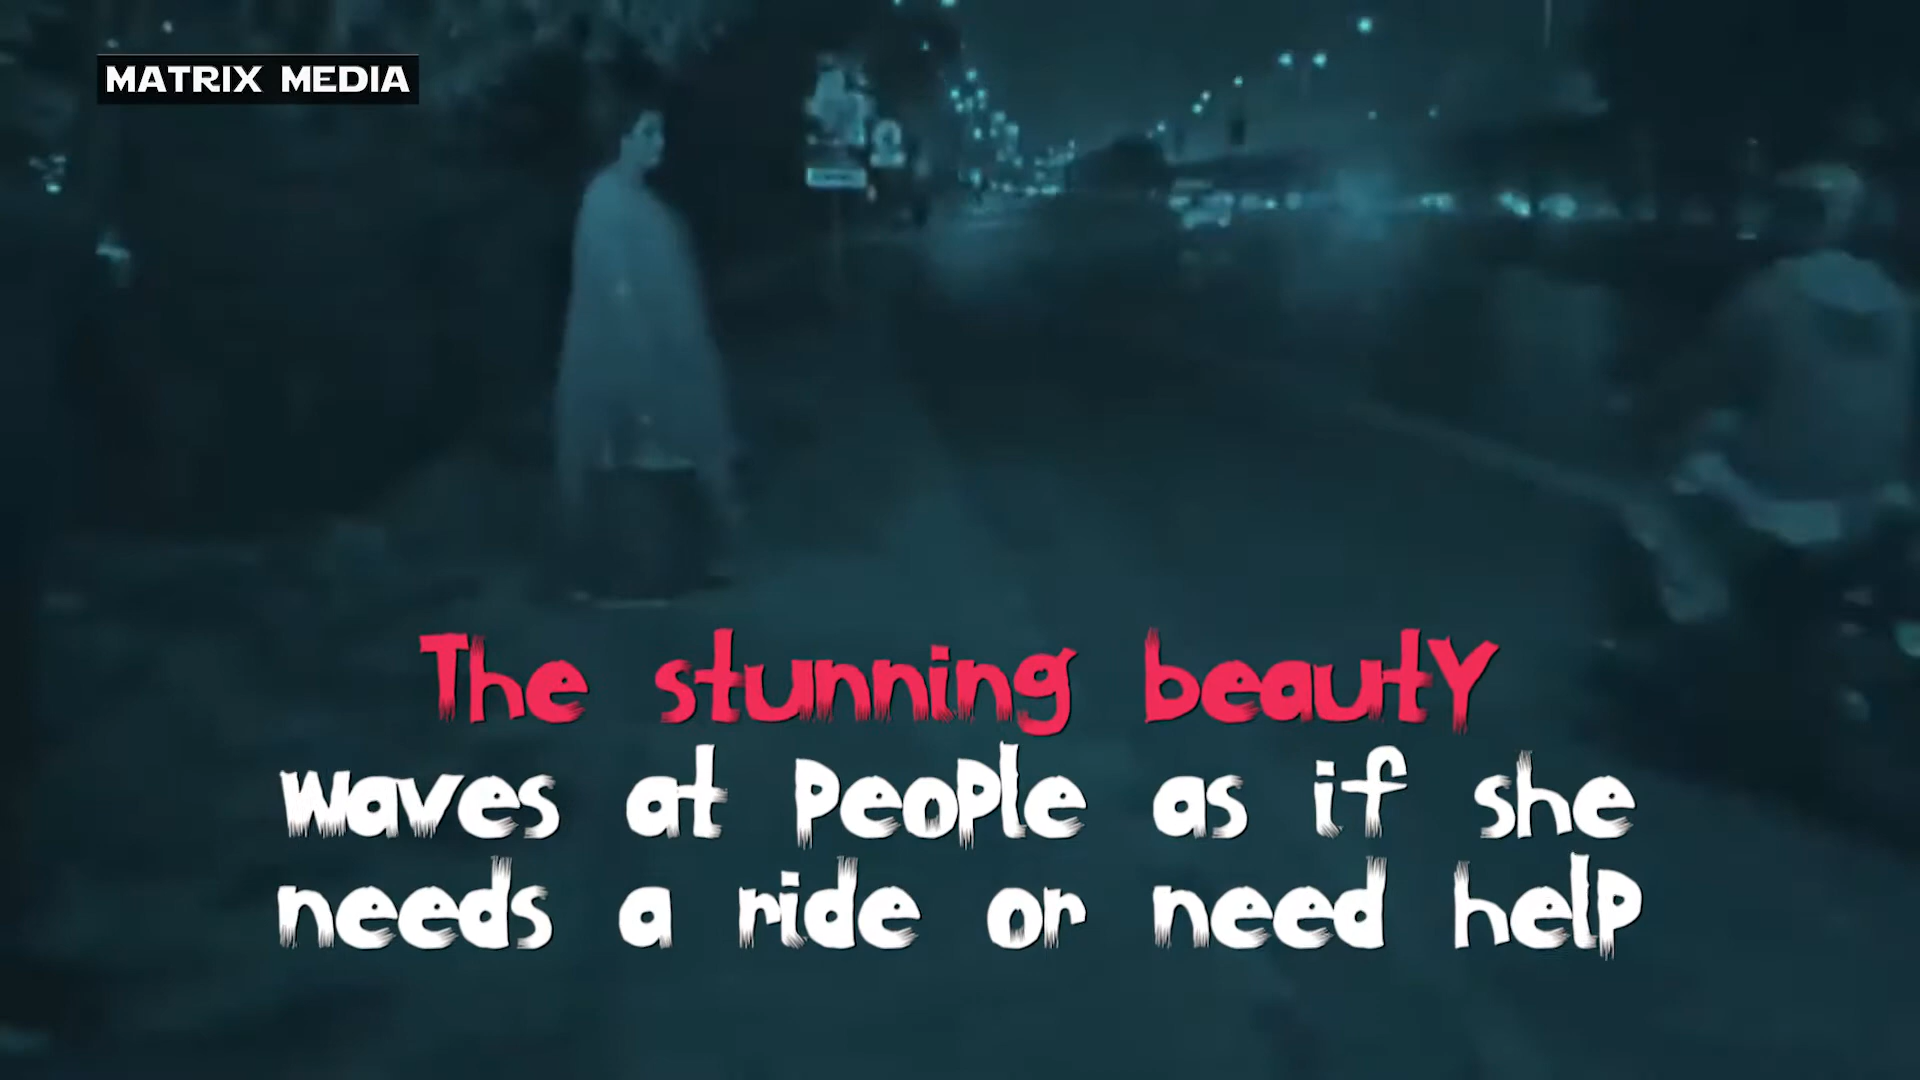 MATRIX MEDIA
The stunning beauty
waves at people as if she
needs a ride or need help